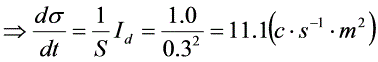 ⇒ dσ/dt = 1/S I_d = 1.0/0.3² = 11.1(c · s⁻¹ · m²)